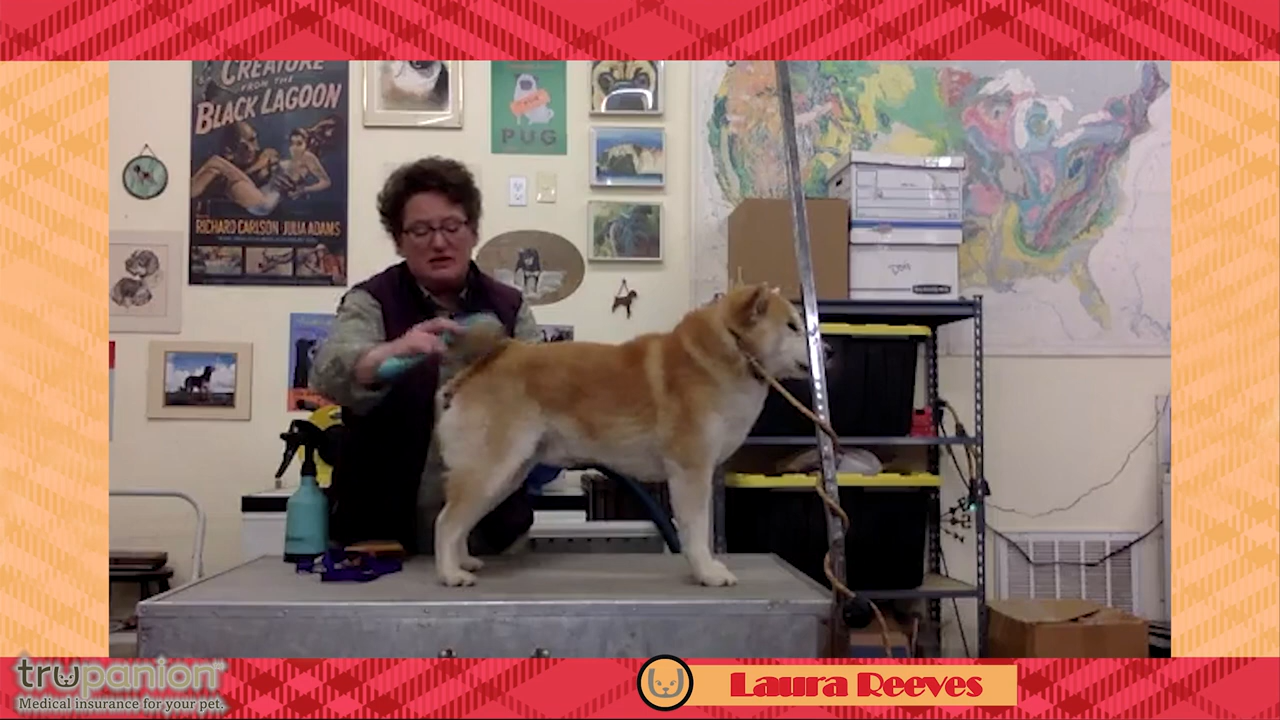 CREATURE
FROM THE
BLACK LAGOON
RICHARD CARLSON · JULIA ADAMS
PUG
trupanion
Medical insurance for your pet.
Laura Reeves